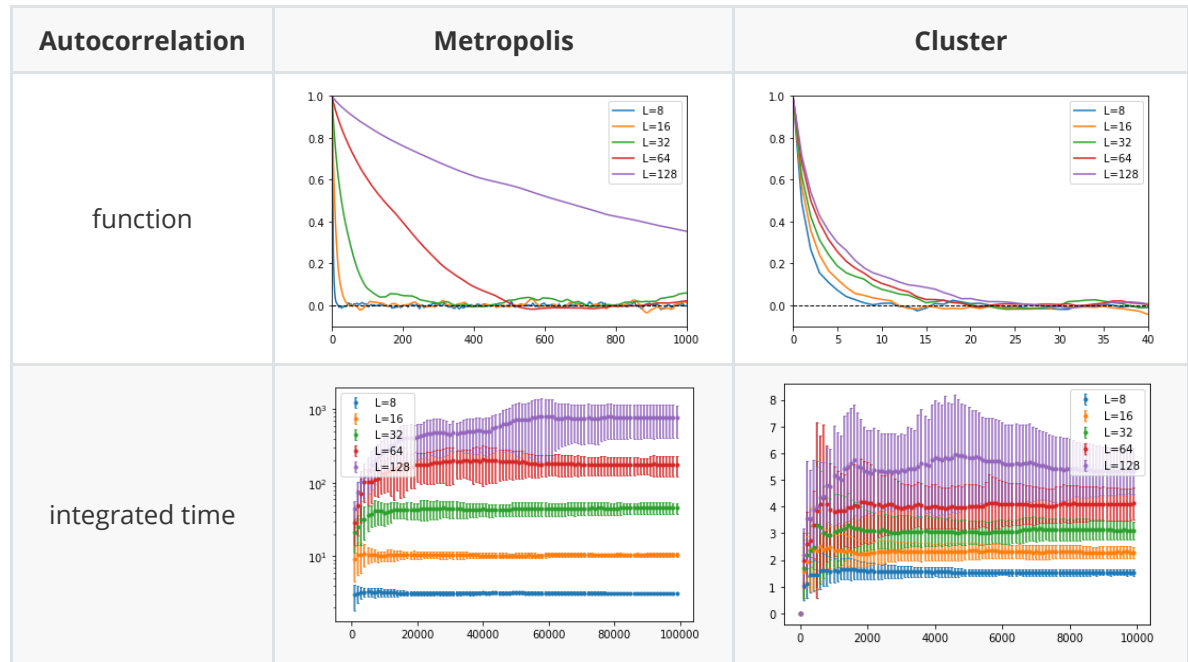 Autocorrelation Metropolis Cluster
function
1.0
0.8
0.6
0.4
0.2
0.0
0 200 400 600 800 1000
L=8
L=16
L=32
L=64
L=128
1.0
0.8
0.6
0.4
0.2
0.0
0 5 10 15 20 25 30 35 40
L=8
L=16
L=32
L=64
L=128
integrated time
10³
10²
10¹
0 20000 40000 60000 80000 100000
L=8
L=16
L=32
L=64
L=128
8
7
6
5
4
3
2
1
0
0 2000 4000 6000 8000 10000
L=8
L=16
L=32
L=64
L=128